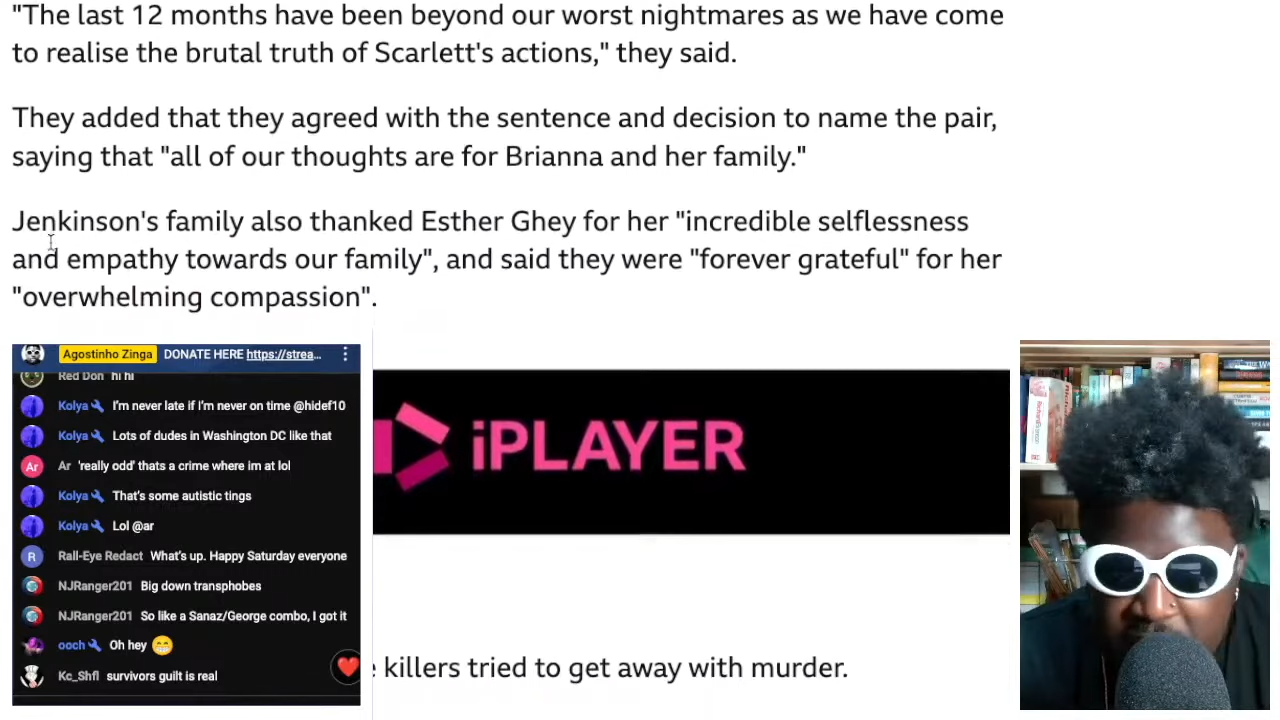 "The last 12 months have been beyond our worst nightmares as we have come
to realise the brutal truth of Scarlett's actions," they said.
They added that they agreed with the sentence and decision to name the pair,
saying that "all of our thoughts are for Brianna and her family."
Jenkinson's family also thanked Esther Ghey for her "incredible selflessness
and empathy towards our family", and said they were "forever grateful" for her
"overwhelming compassion".
Agostinho Zinga DONATE HERE https://strea...
Red Don hi hi
Kolya I'm never late if I'm never on time @hidef10
Kolya Lots of dudes in Washington DC like that
Ar Ar 'really odd' thats a crime where im at lol
Kolya That's some autistic tings
Kolya Lol @ar
R Rall-Eye Redact What's up. Happy Saturday everyone
NJRanger201 Big down transphobes
NJRanger201 So like a Sanaz/George combo, I got it
ooch Oh hey
Kc_Shfl survivors guilt is real
iPLAYER
killers tried to get away with murder.